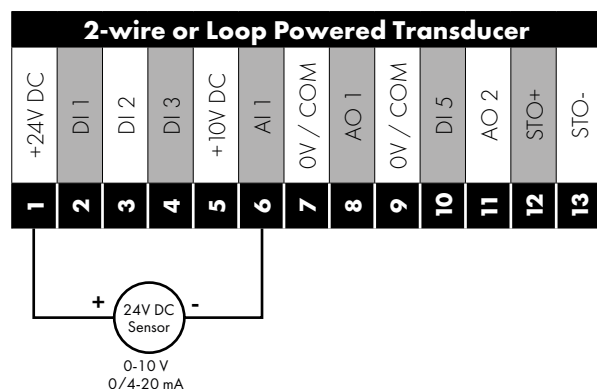 2-wire or Loop Powered Transducer
+24V DC
DI 1
DI 2
DI 3
+10V DC
AI 1
0V / COM
AO 1
0V / COM
DI 5
AO 2
STO+
STO-
1
2
3
4
5
6
7
8
9
10
11
12
13
+
-
24V DC
Sensor
0-10 V
0/4-20 mA